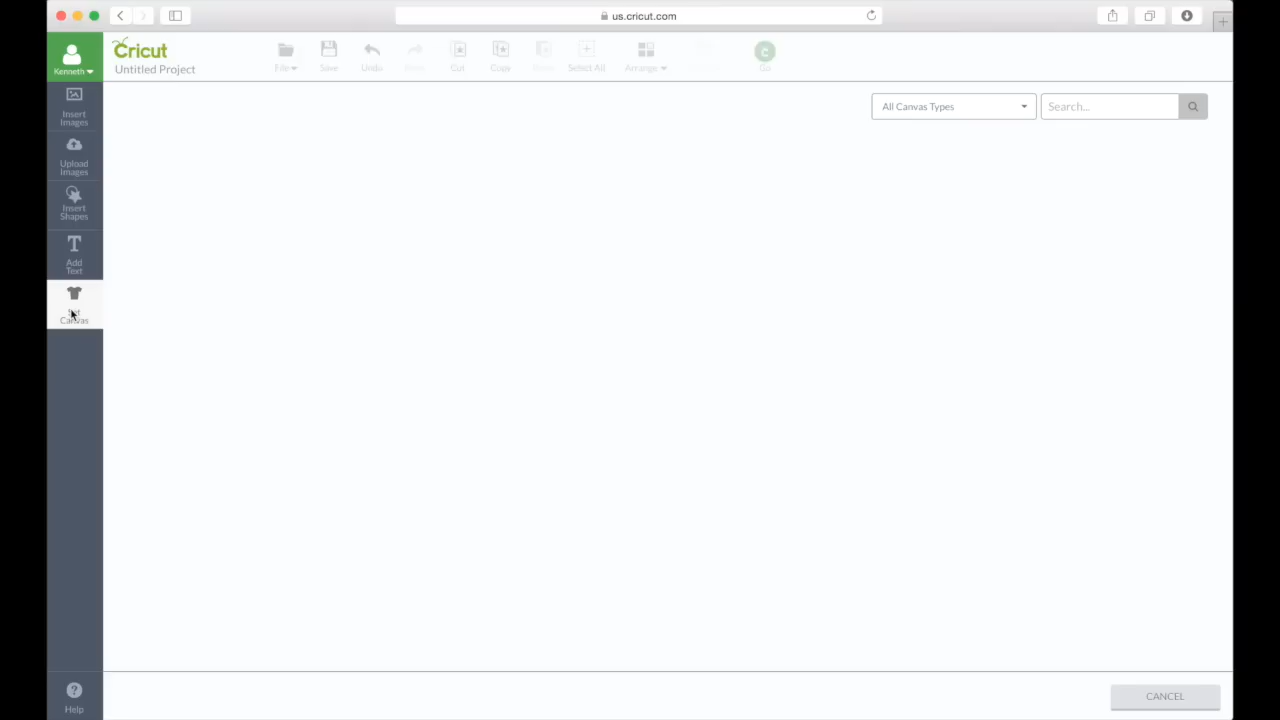 us.cricut.com
Kenneth
Cricut
Untitled Project
File
Save
Undo
Cut
Copy
Select All
Arrange
Go
Insert
Images
Upload
Images
Insert
Shapes
Add
Text
Set
Canvas
Help
All Canvas Types
Search...
CANCEL